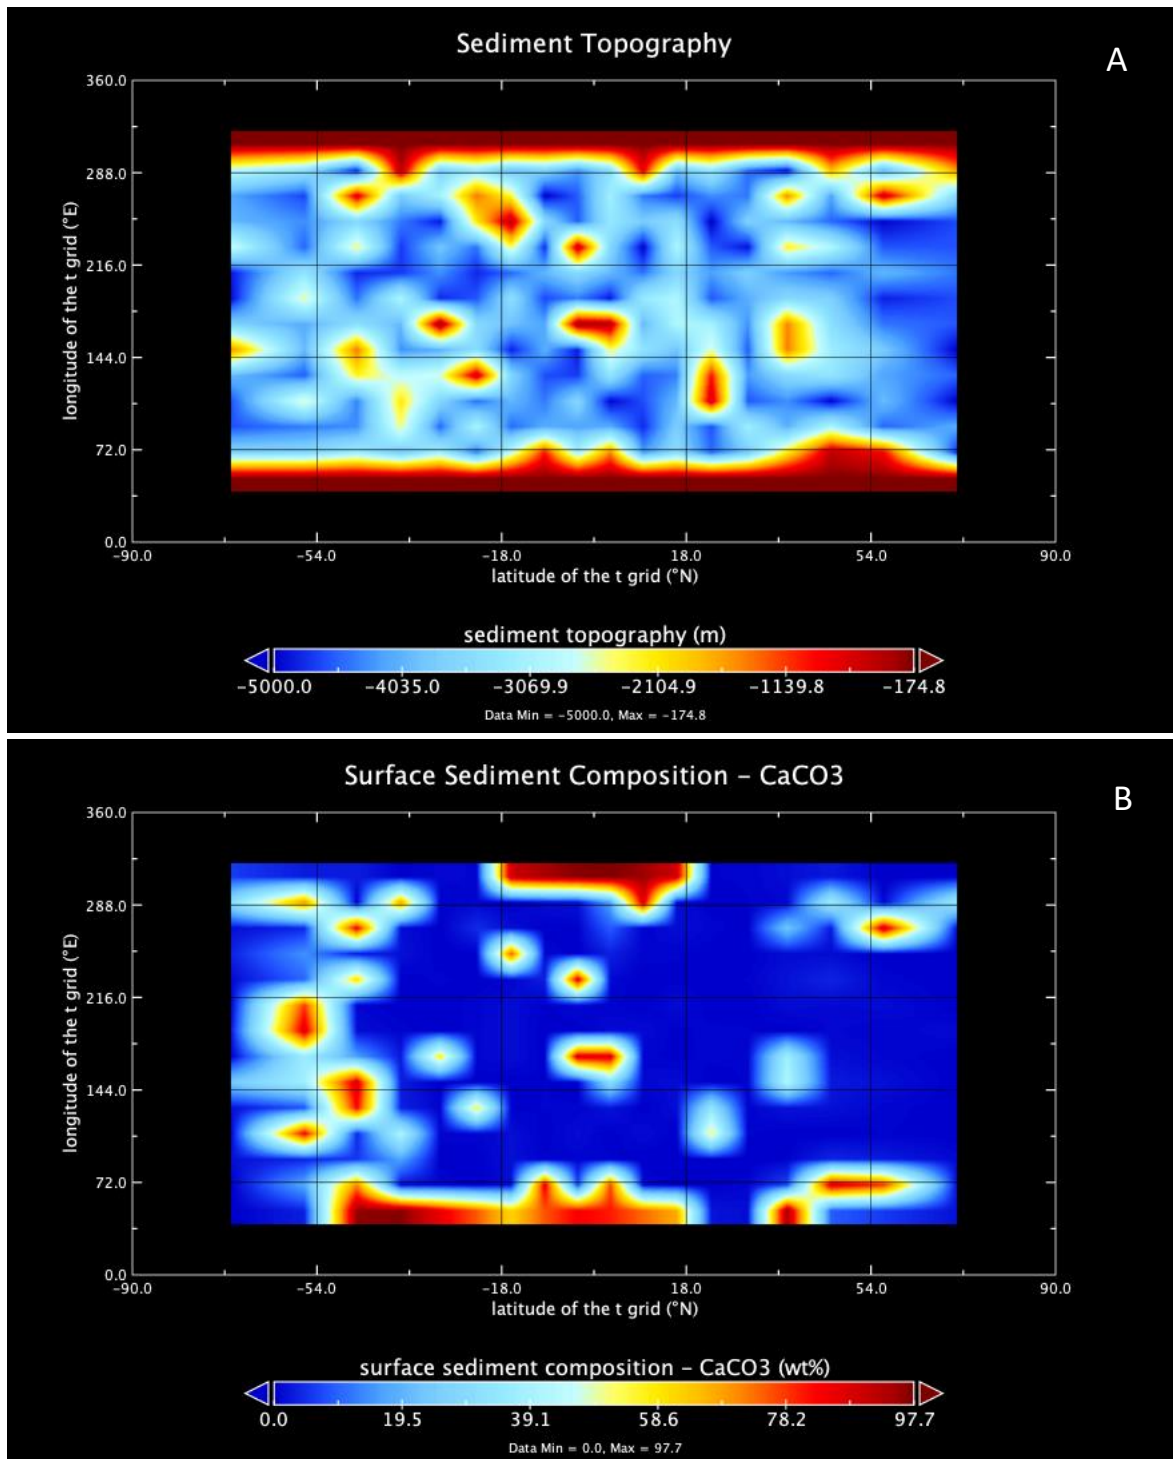 Sediment Topography
A
360.0
288.0
216.0
144.0
72.0
0.0
longitude of the t grid (°E)
−90.0 −54.0 −18.0 18.0 54.0 90.0
latitude of the t grid (°N)
sediment topography (m)
−5000.0 −4035.0 −3069.9 −2104.9 −1139.8 −174.8
Data Min = −5000.0, Max = −174.8
Surface Sediment Composition − CaCO3
B
360.0
288.0
216.0
144.0
72.0
0.0
longitude of the t grid (°E)
−90.0 −54.0 −18.0 18.0 54.0 90.0
latitude of the t grid (°N)
surface sediment composition − CaCO3 (wt%)
0.0 19.5 39.1 58.6 78.2 97.7
Data Min = 0.0, Max = 97.7